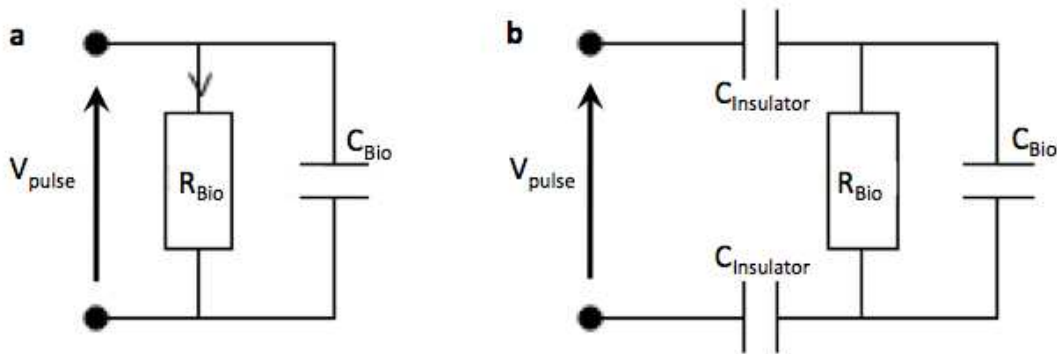 a
V_pulse
R_Bio
C_Bio
b
C_Insulator
V_pulse
R_Bio
C_Bio
C_Insulator